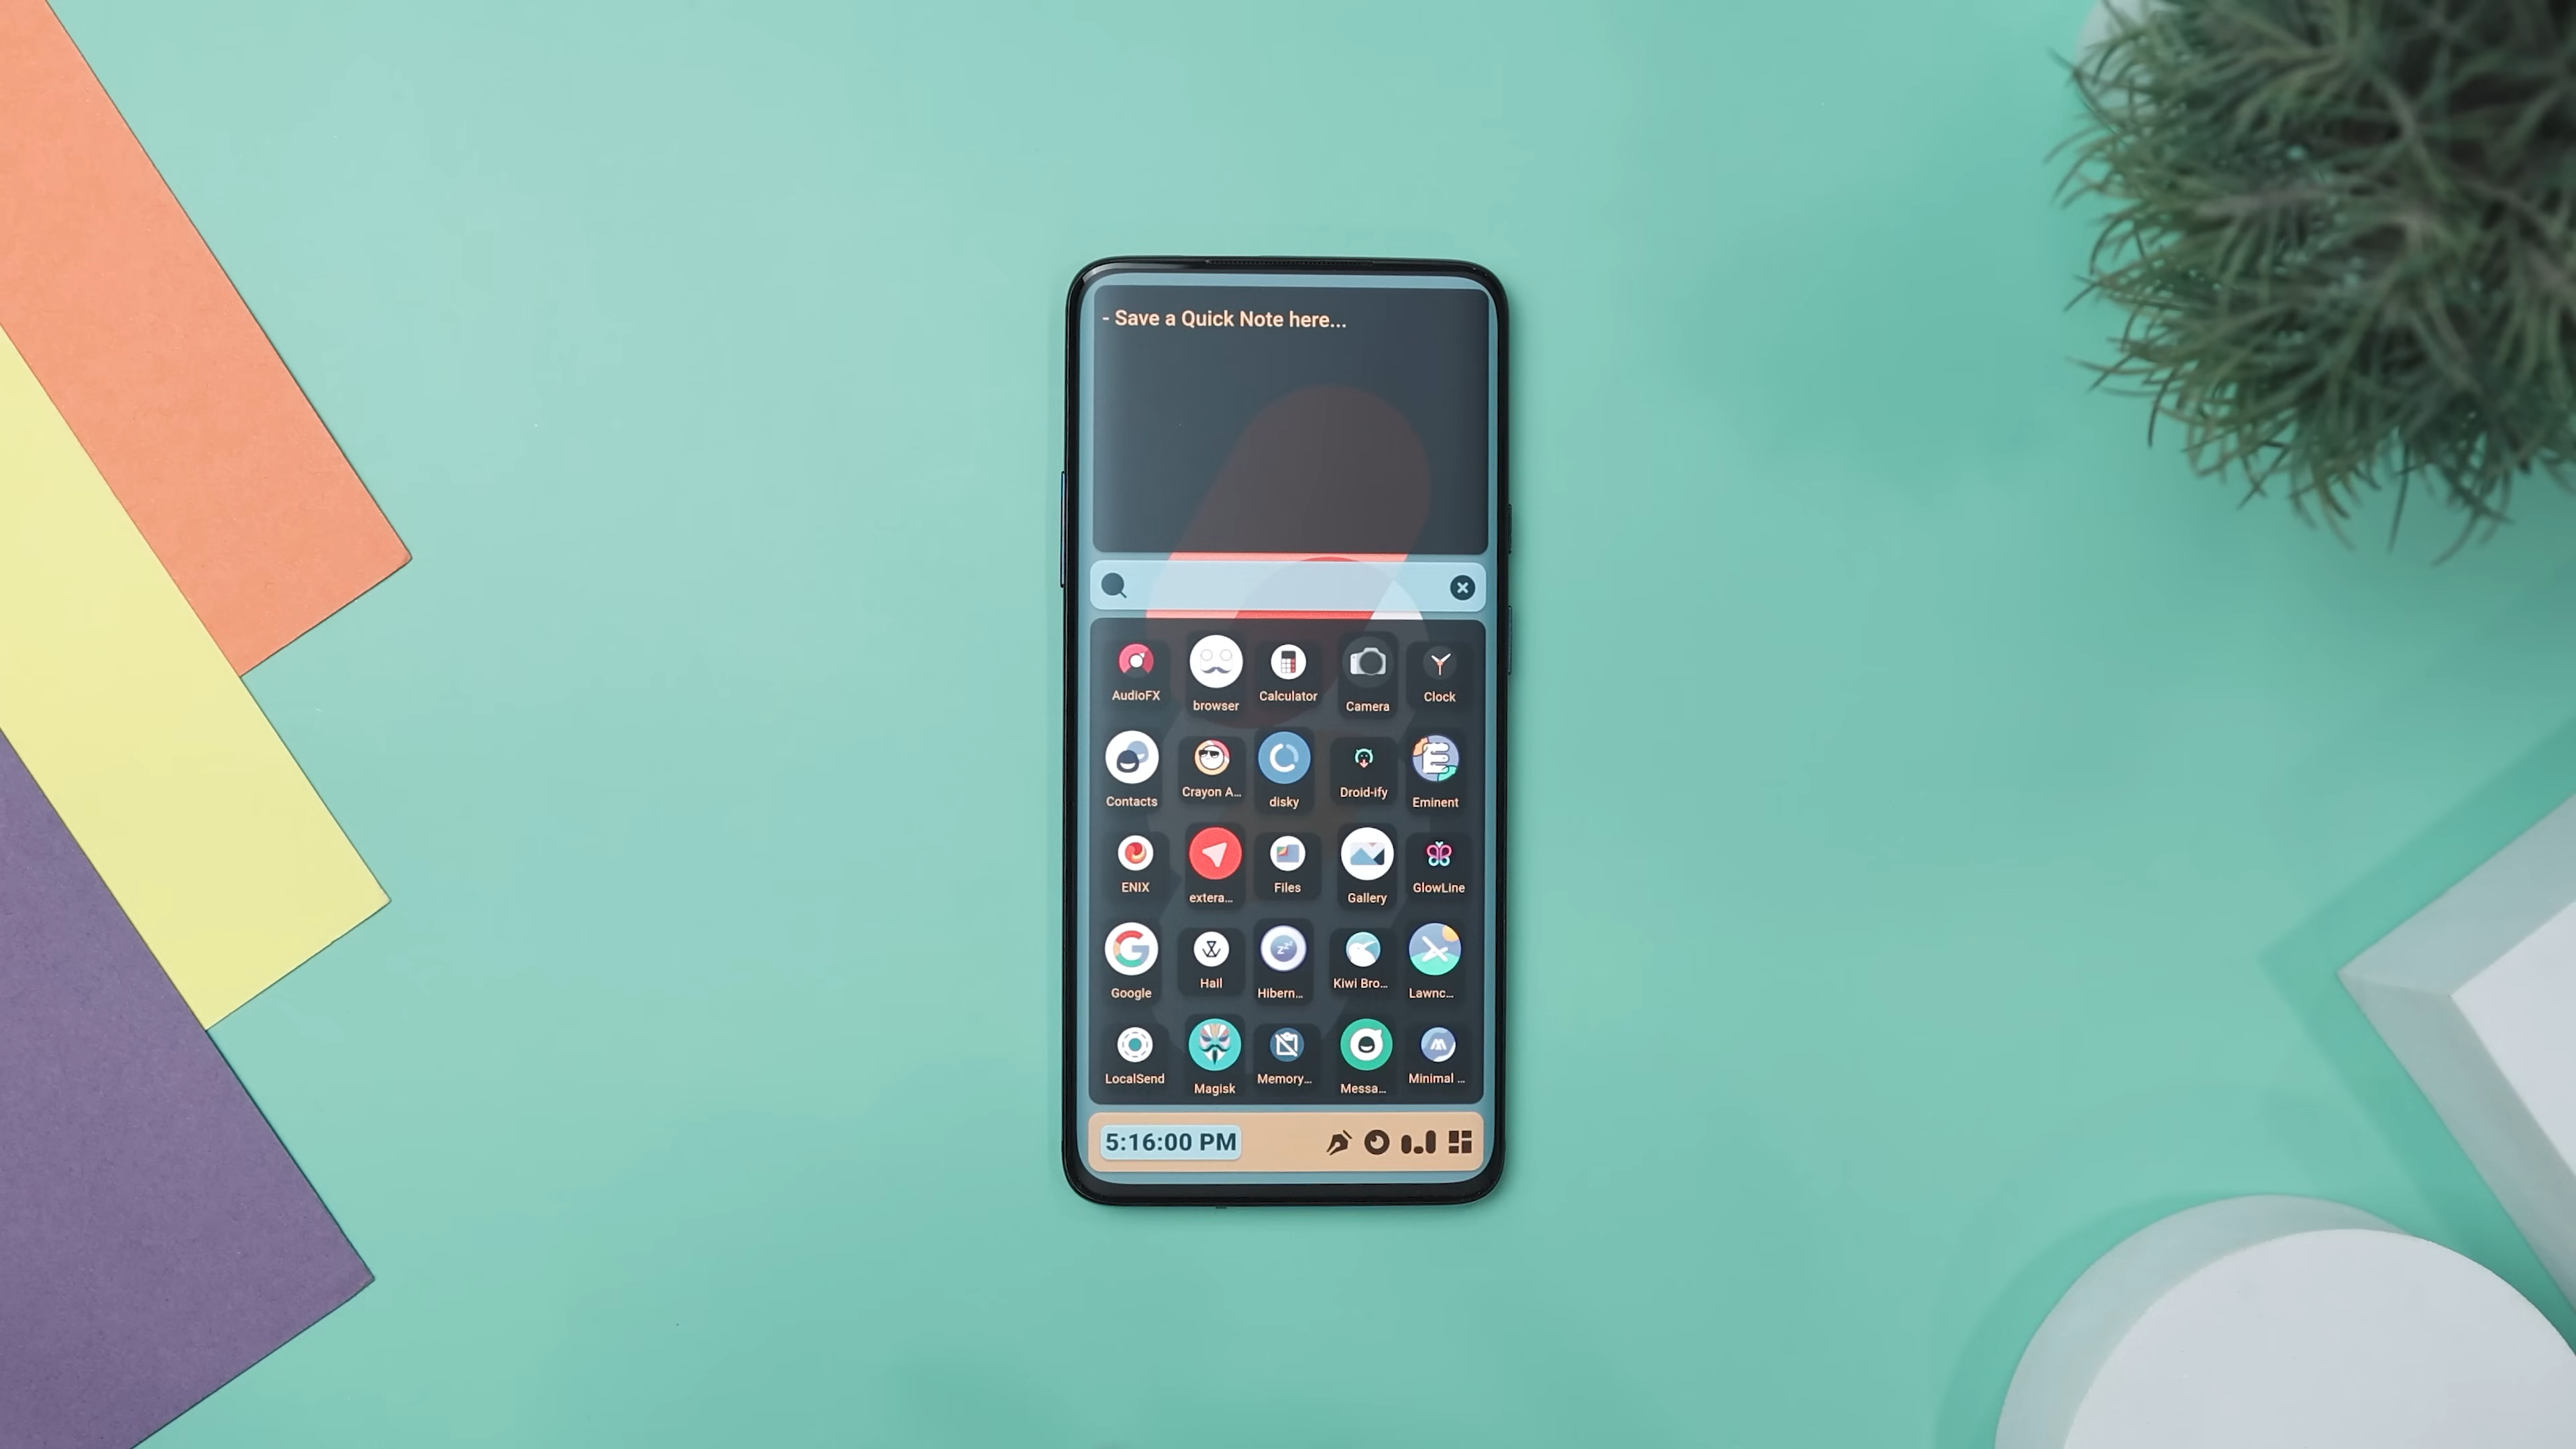 - Save a Quick Note here...
AudioFX browser Calculator Camera Clock
Contacts Crayon A... disky Droid-ify Eminent
ENIX extera... Files Gallery GlowLine
Google Hail Hibern... Kiwi Bro... Lawnc...
LocalSend Magisk Memory... Messa... Minimal ...
5:16:00 PM